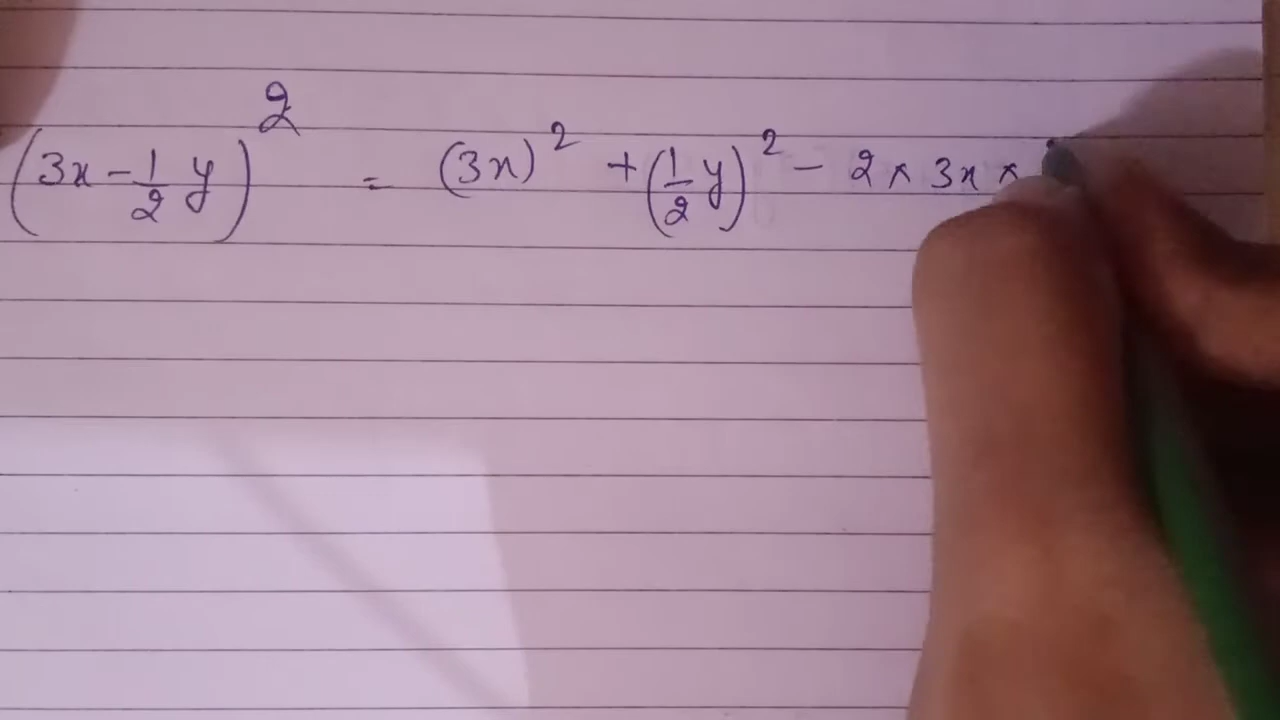 (3x - 1/2 y)² = (3x)² + (1/2 y)² - 2 × 3x ×